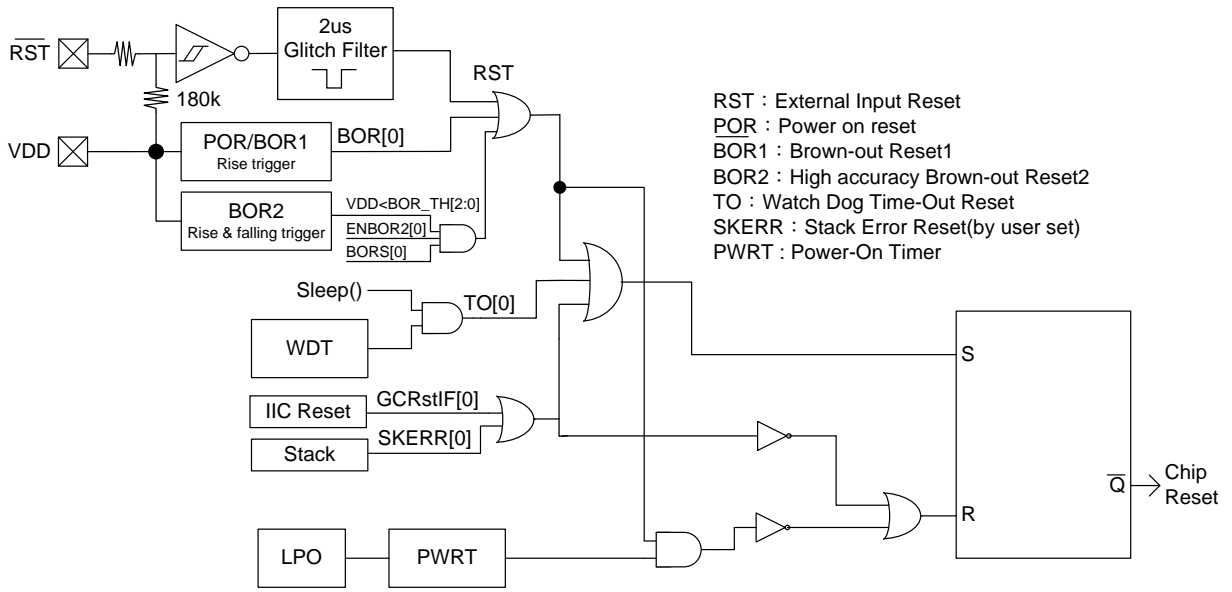 2us
Glitch Filter
RST
RST
180k
VDD
POR/BOR1
Rise trigger
BOR[0]
BOR2
Rise & falling trigger
VDD<BOR_TH[2:0]
ENBOR2[0]
BORS[0]
RST：External Input Reset
POR：Power on reset
BOR1：Brown-out Reset1
BOR2：High accuracy Brown-out Reset2
TO：Watch Dog Time-Out Reset
SKERR：Stack Error Reset(by user set)
PWRT : Power-On Timer
Sleep()
TO[0]
WDT
IIC Reset
GCRstIF[0]
Stack
SKERR[0]
LPO
PWRT
S
R
Q
Chip
Reset